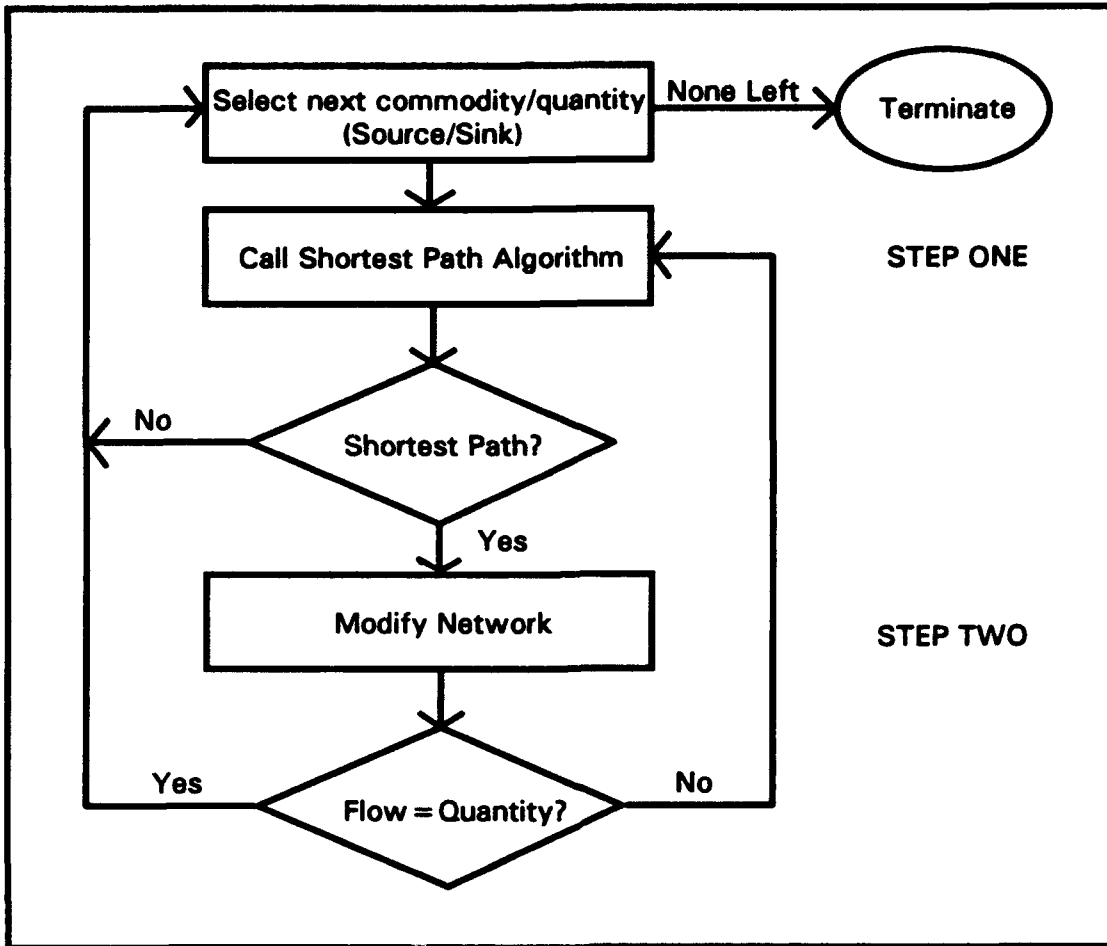 Select next commodity/quantity
(Source/Sink)
None Left
Terminate
Call Shortest Path Algorithm
STEP ONE
No
Shortest Path?
Yes
Modify Network
STEP TWO
Yes
Flow = Quantity?
No